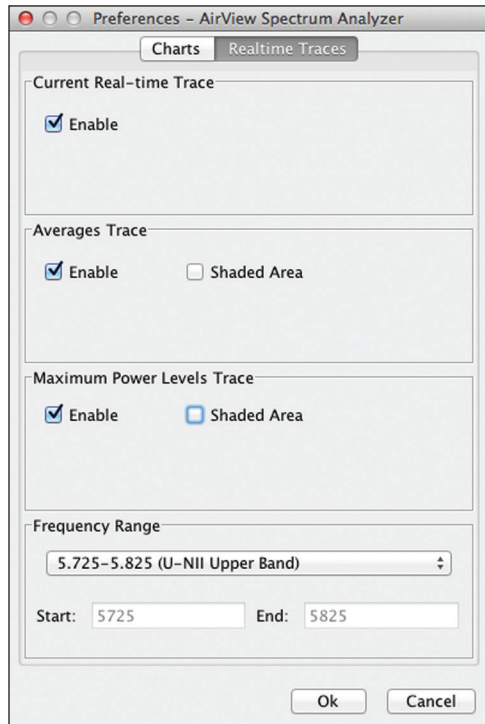 Preferences – AirView Spectrum Analyzer
Charts Realtime Traces
Current Real-time Trace
Enable
Averages Trace
Enable Shaded Area
Maximum Power Levels Trace
Enable Shaded Area
Frequency Range
5.725-5.825 (U-NII Upper Band)
Start: 5725 End: 5825
Ok Cancel